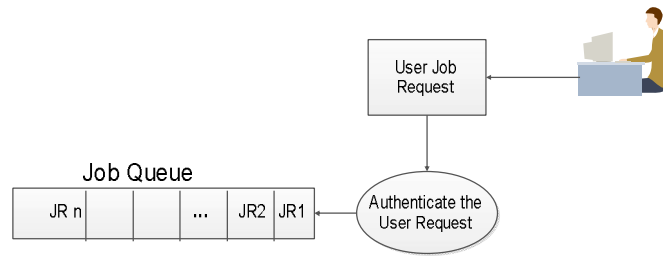 User Job
Request
Job Queue
JR n ... JR2 JR1
Authenticate the
User Request